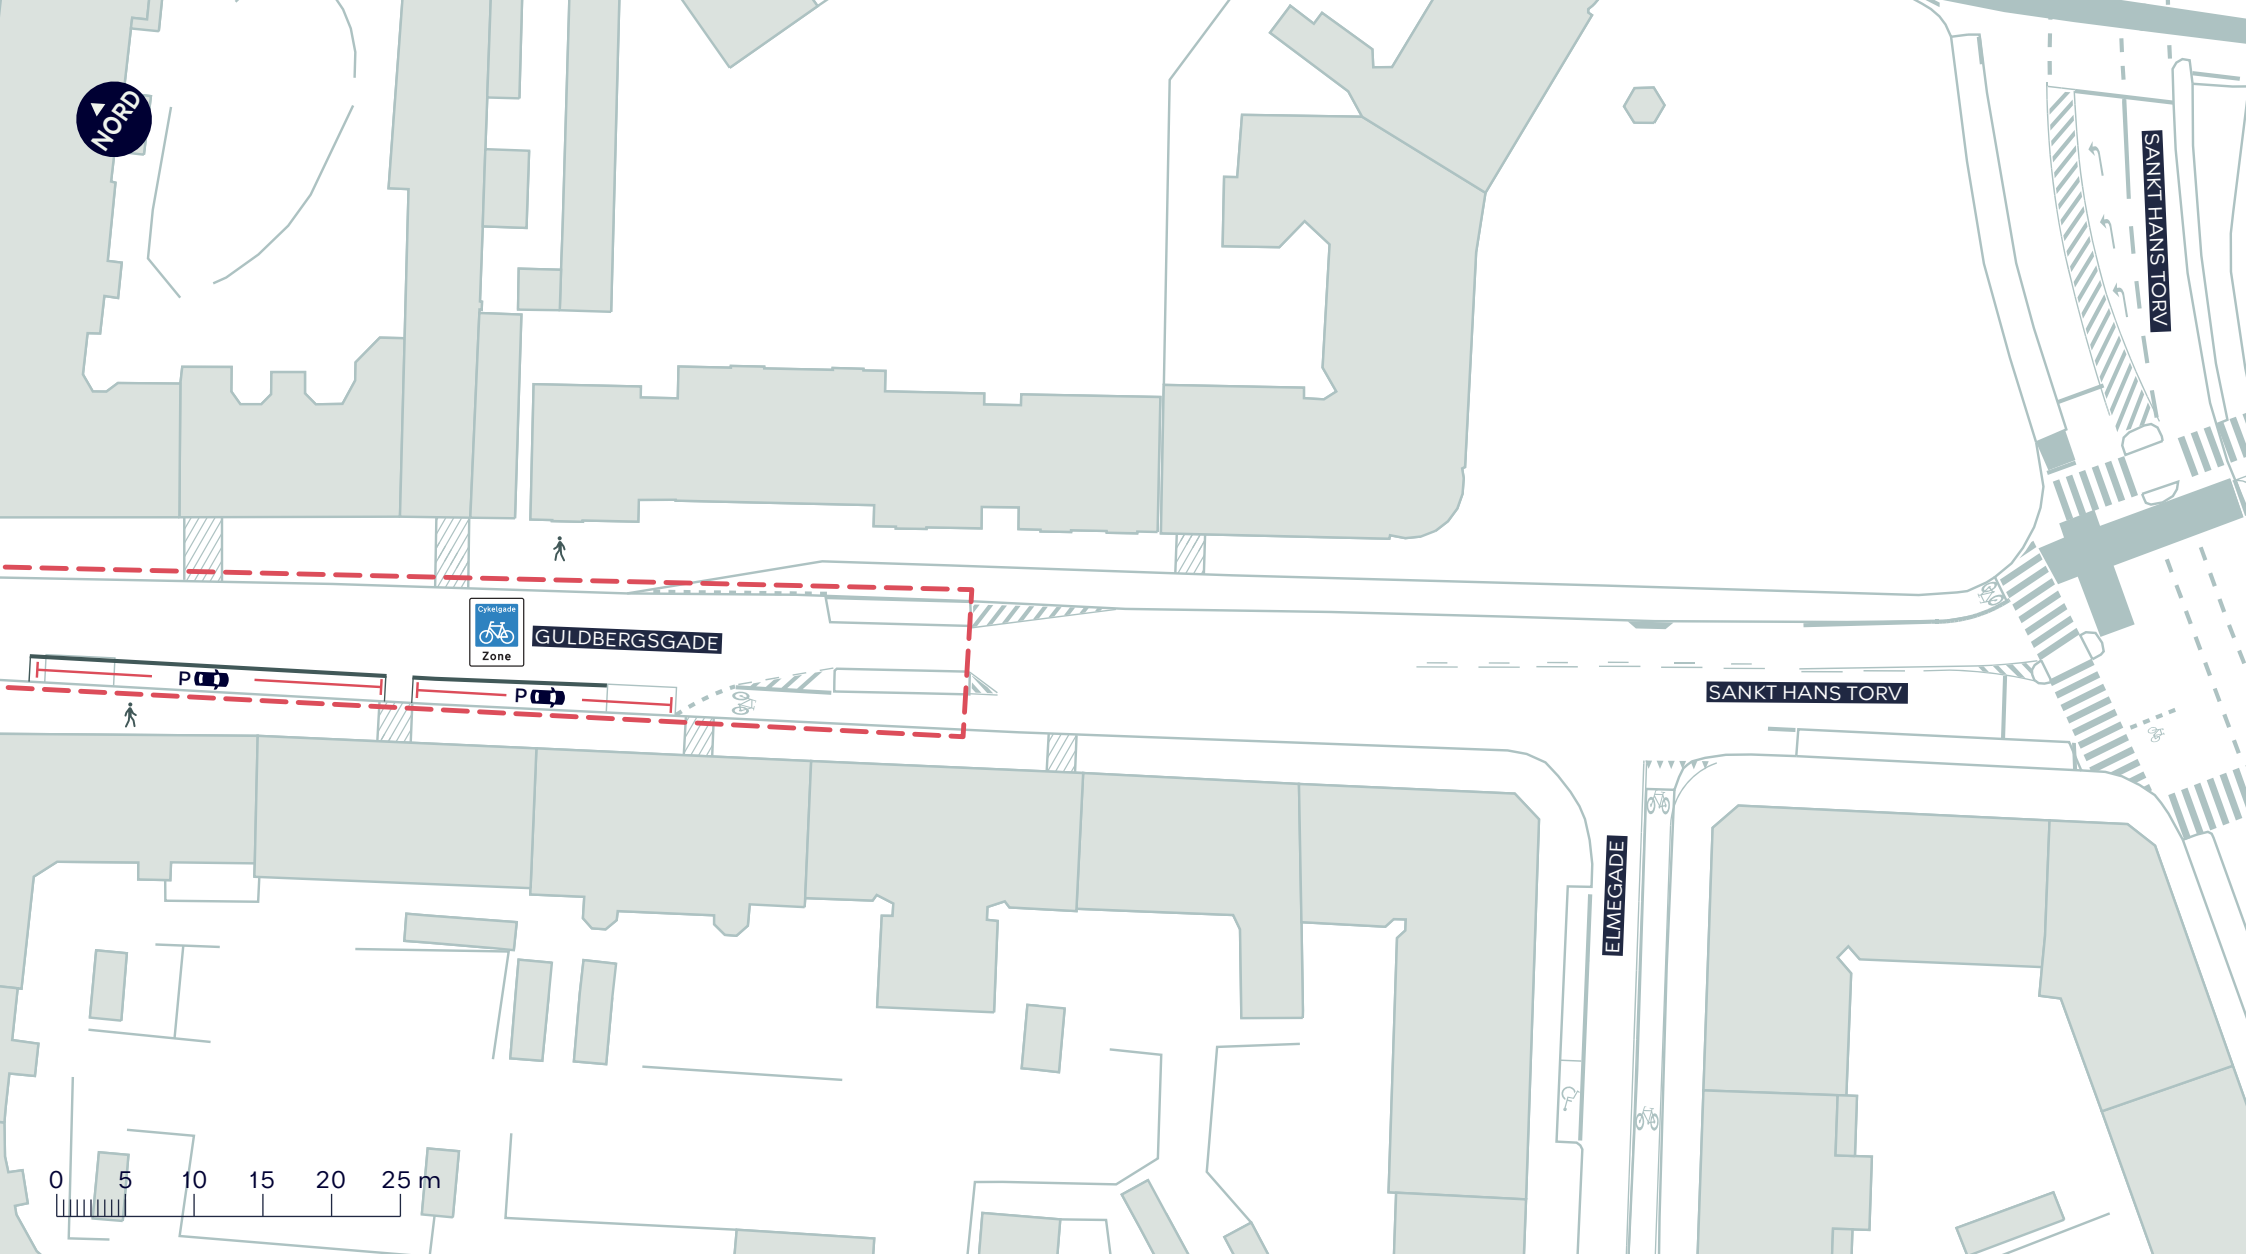 NORD
SANKT HANS TORV
Cykelgade
Zone
GULDBERGSGADE
P
P
SANKT HANS TORV
ELMEGADE
0 5 10 15 20 25 m